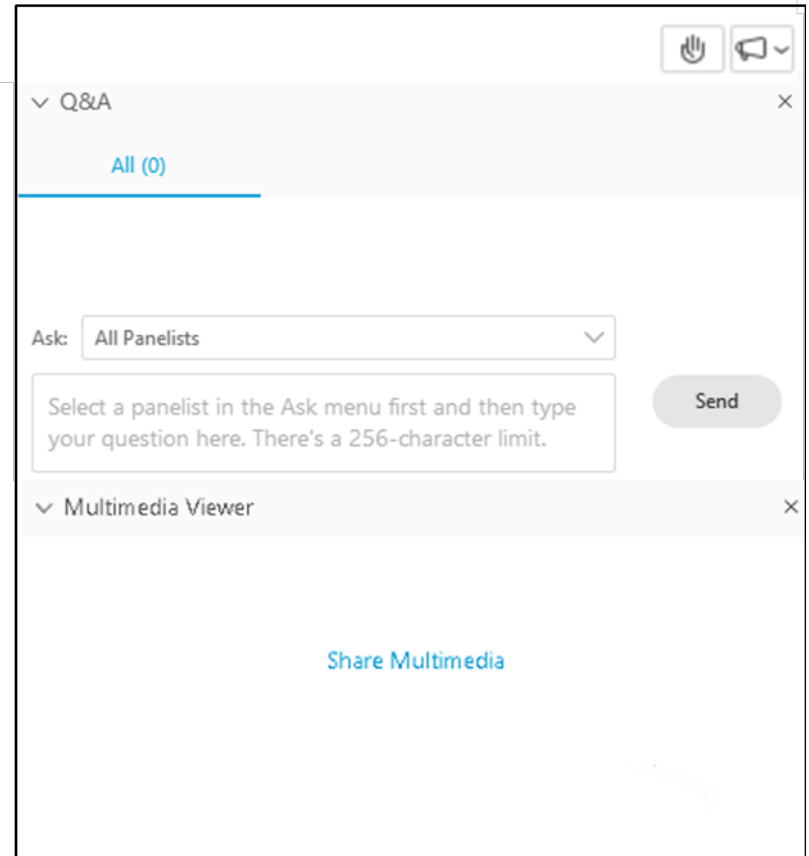 Q&A
All (0)
Ask:  All Panelists
Select a panelist in the Ask menu first and then type
your question here. There's a 256-character limit.
Send
Multimedia Viewer
Share Multimedia